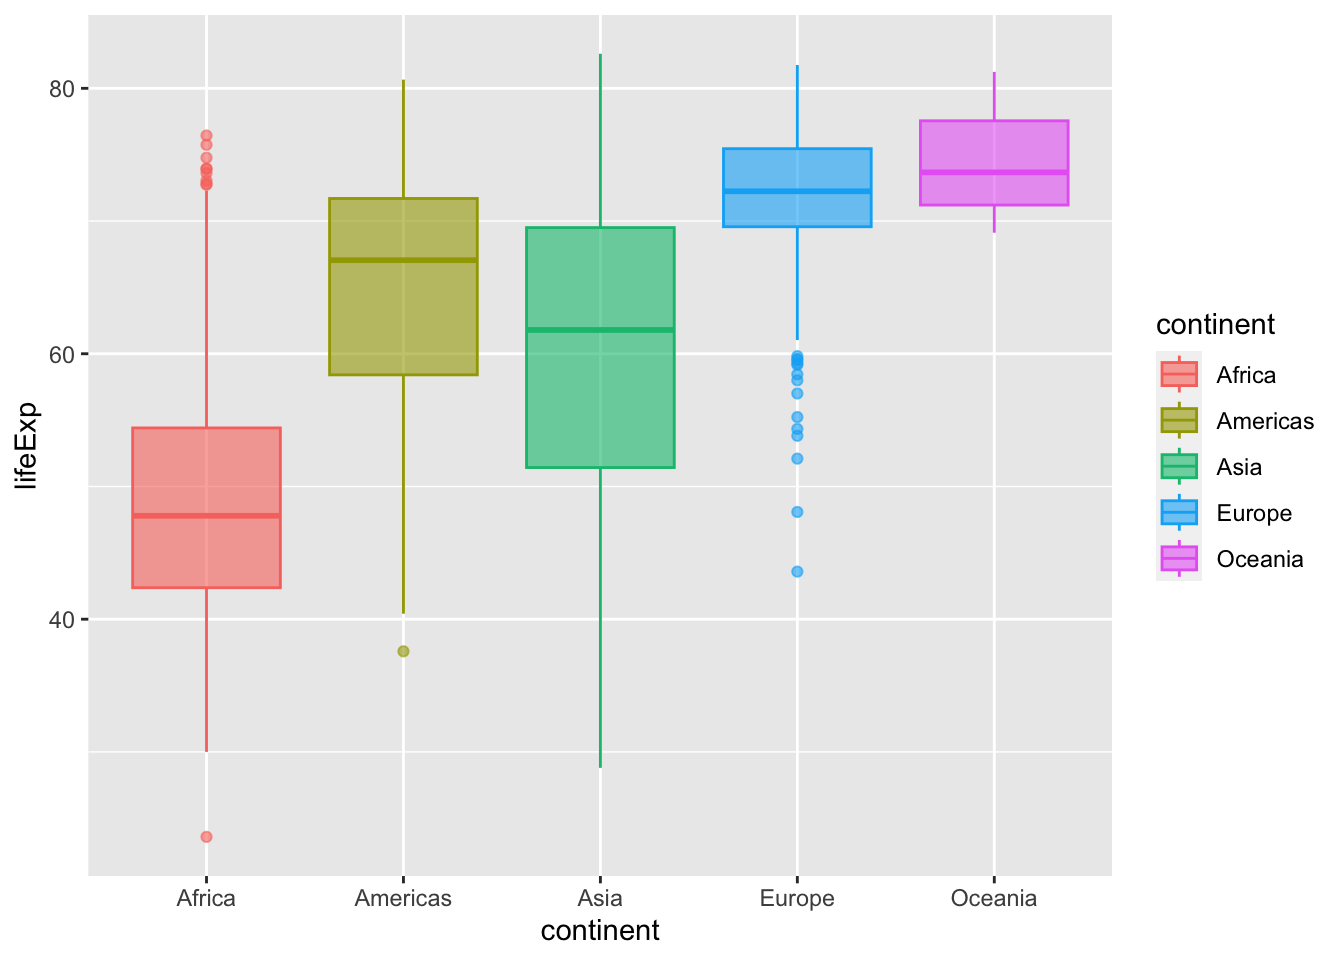 80
60
40
lifeExp
Africa
Americas
Asia
Europe
Oceania
continent
continent
Africa
Americas
Asia
Europe
Oceania